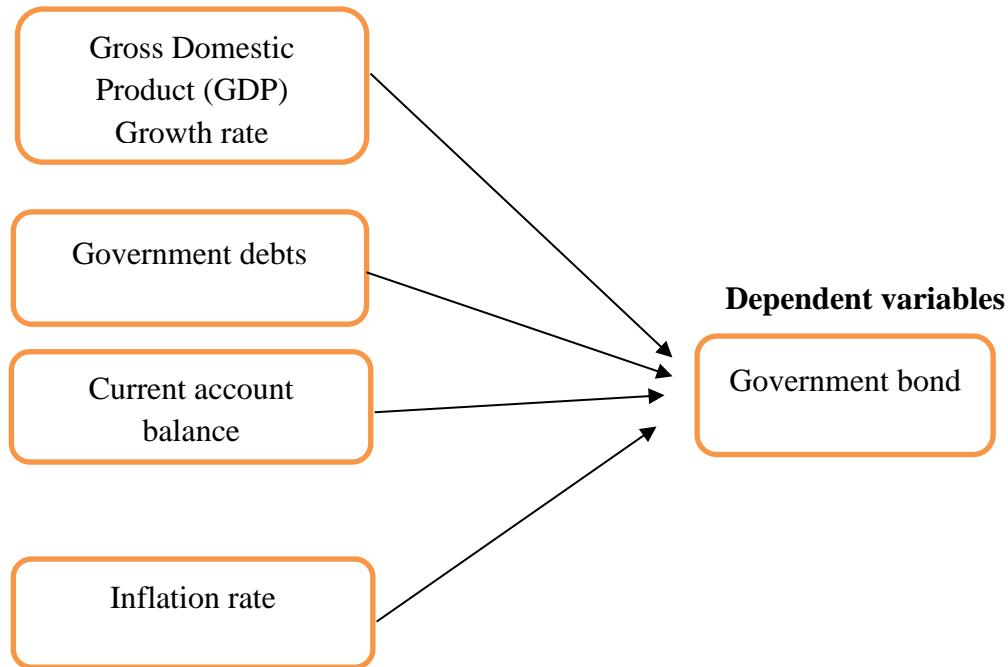 Gross Domestic
Product (GDP)
Growth rate
Government debts
Dependent variables
Government bond
Current account
balance
Inflation rate